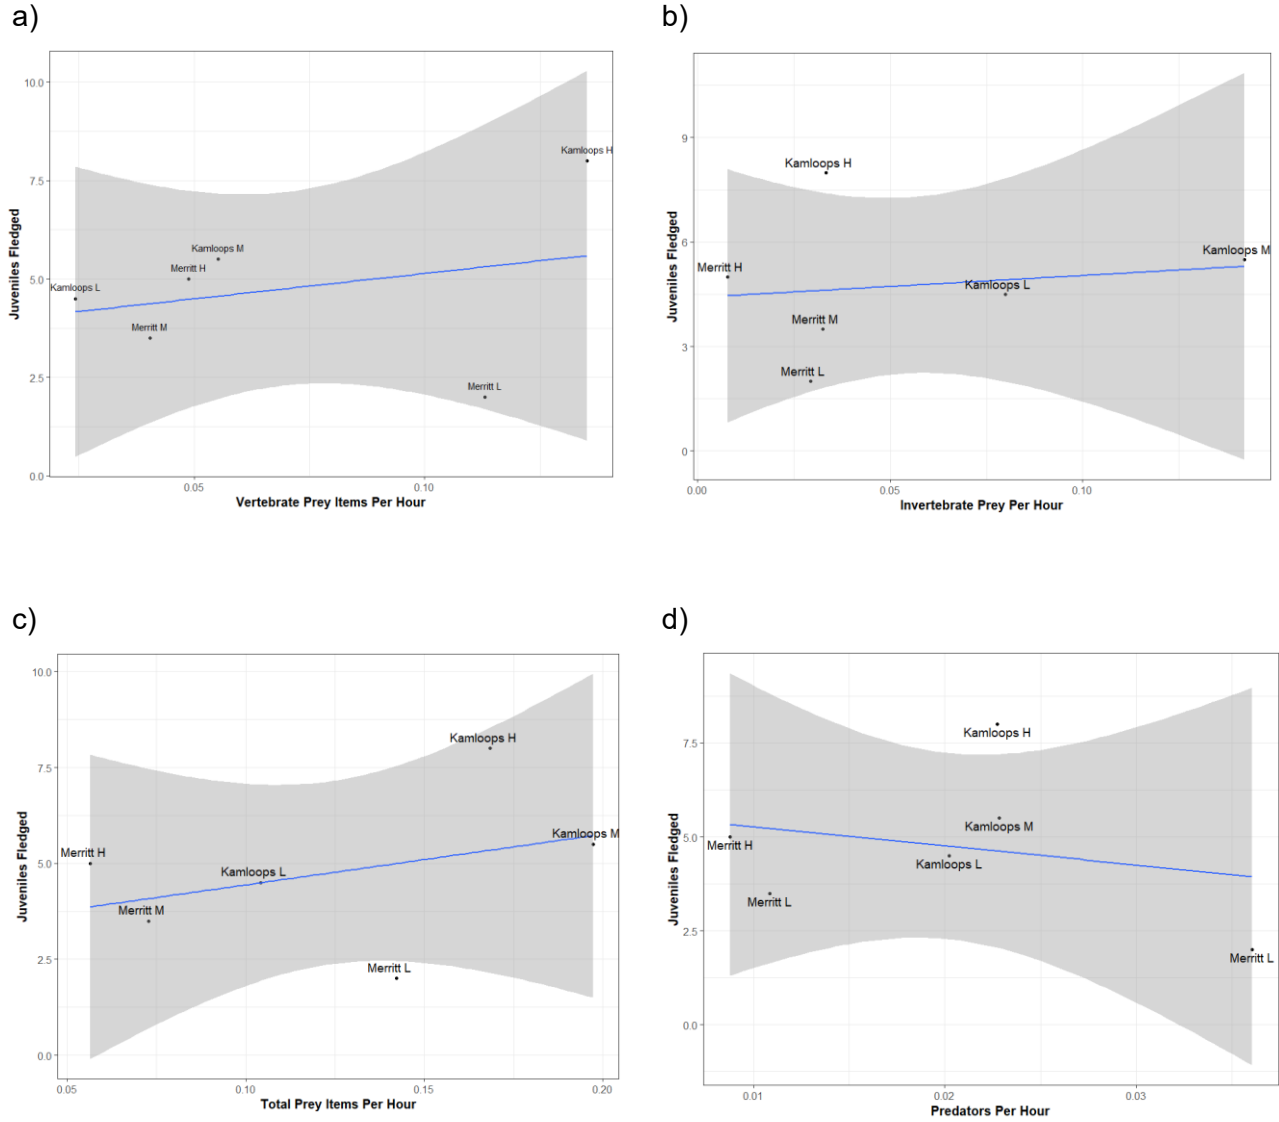 a)
10.0
7.5
5.0
2.5
0.0
Juveniles Fledged
Kamloops H
Kamloops M
Merritt H
Kamloops L
Merritt M
Merritt L
0.05
0.10
Vertebrate Prey Items Per Hour
b)
9
6
3
0
Juveniles Fledged
Kamloops H
Kamloops M
Merritt H
Kamloops L
Merritt M
Merritt L
0.00
0.05
0.10
Invertebrate Prey Per Hour
c)
10.0
7.5
5.0
2.5
0.0
Juveniles Fledged
Kamloops H
Kamloops M
Merritt H
Kamloops L
Merritt M
Merritt L
0.05
0.10
0.15
0.20
Total Prey Items Per Hour
d)
7.5
5.0
2.5
0.0
Juveniles Fledged
Kamloops H
Kamloops M
Merritt H
Kamloops L
Merritt L
Merritt L
0.01
0.02
0.03
Predators Per Hour